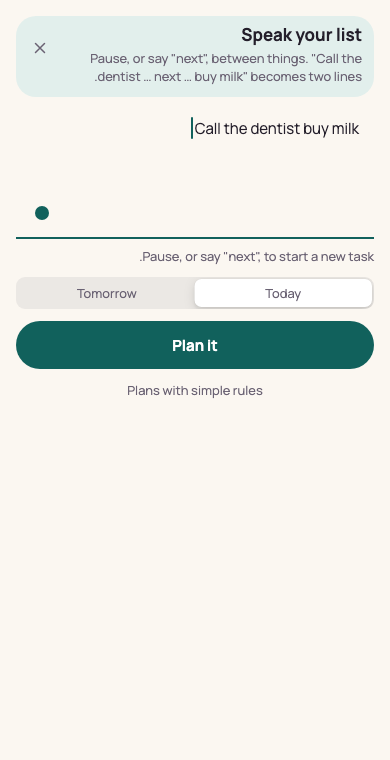 Speak your list
Pause, or say "next", between things. "Call the
dentist … next … buy milk" becomes two lines.
Call the dentist buy milk
Pause, or say "next", to start a new task.
Today
Tomorrow
Plan it
Plans with simple rules